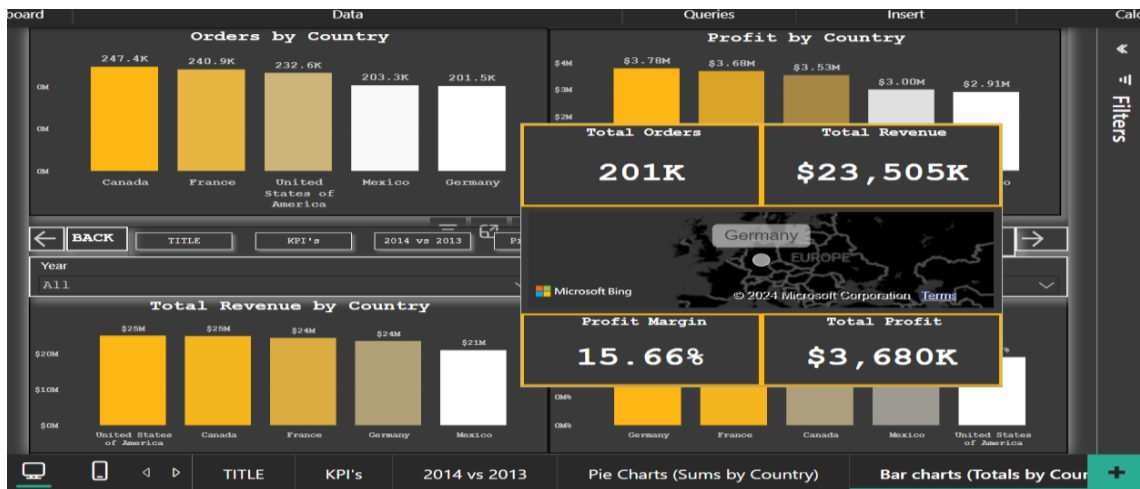 Data
Queries
Insert
Orders by Country
247.4K
240.9K
232.6K
203.3K
201.5K
0M
0M
0M
Canada
France
United
States of
America
Mexico
Germany
Profit by Country
$4M
$3M
$2M
$3.78M
$3.68M
$3.53M
$3.00M
$2.91M
Filters
Total Orders
201K
Total Revenue
$23,505K
Germany
EUROPE
Microsoft Bing
© 2024 Microsoft Corporation Terms
Profit Margin
15.66%
Total Profit
$3,680K
BACK
TITLE
KPI's
2014 vs 2013
Year
All
Total Revenue by Country
$25M
$25M
$24M
$24M
$21M
$20M
$10M
$0M
United States
of America
Canada
France
Germany
Mexico
0M%
0M%
Germany
France
Canada
Mexico
United States
of America
TITLE
KPI's
2014 vs 2013
Pie Charts (Sums by Country)
Bar charts (Totals by Cour